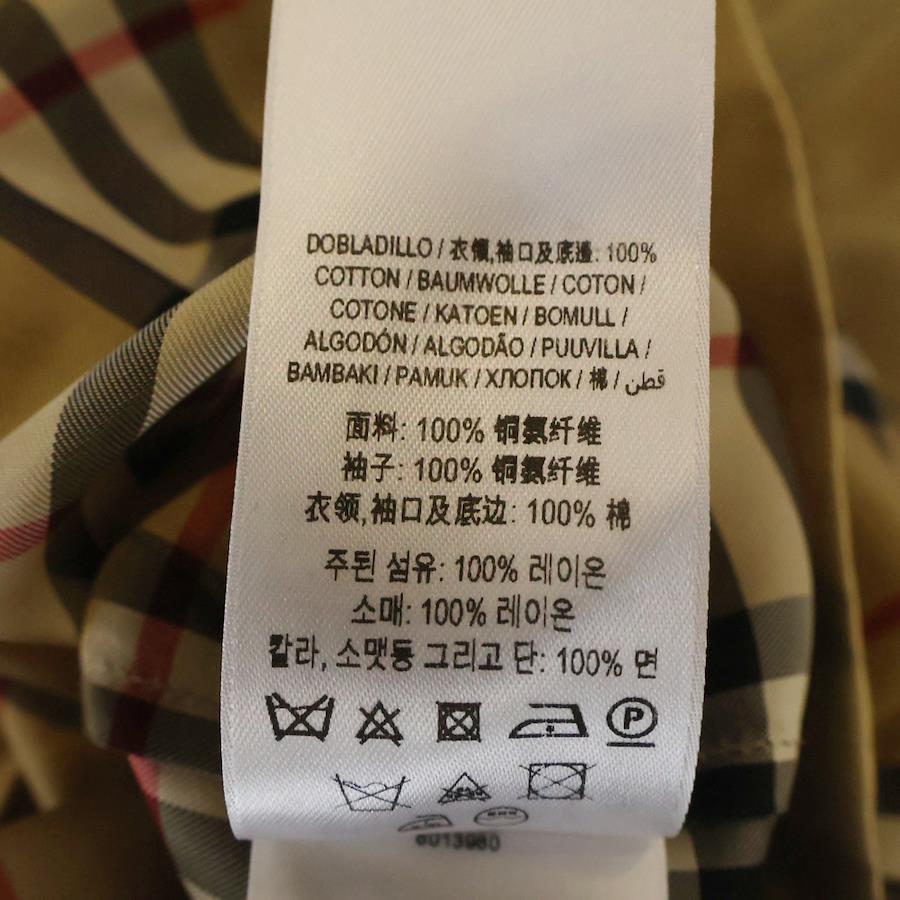 DOBLADILLO / 衣领,袖口及底邊: 100%
COTTON / BAUMWOLLE / COTON /
COTONE / KATOEN / BOMULL /
ALGODÓN / ALGODÃO / PUUVILLA /
BAMBAKI / PAMUK / ХЛОПОК / 棉 / قطن
面料: 100% 铜氨纤维
袖子: 100% 铜氨纤维
衣领,袖口及底边: 100% 棉
주된 섬유: 100% 레이온
소매: 100% 레이온
칼라, 소맷동 그리고 단: 100% 면
P
8013980